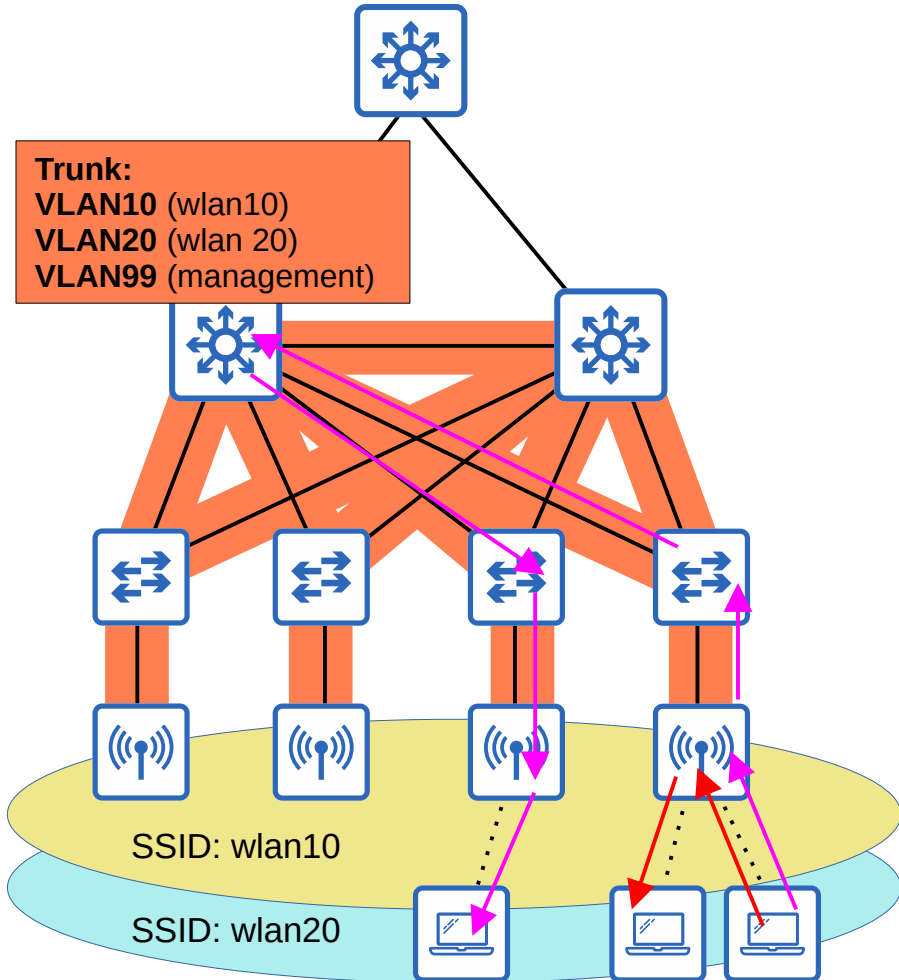 Trunk:
VLAN10 (wlan10)
VLAN20 (wlan 20)
VLAN99 (management)
SSID: wlan10
SSID: wlan20